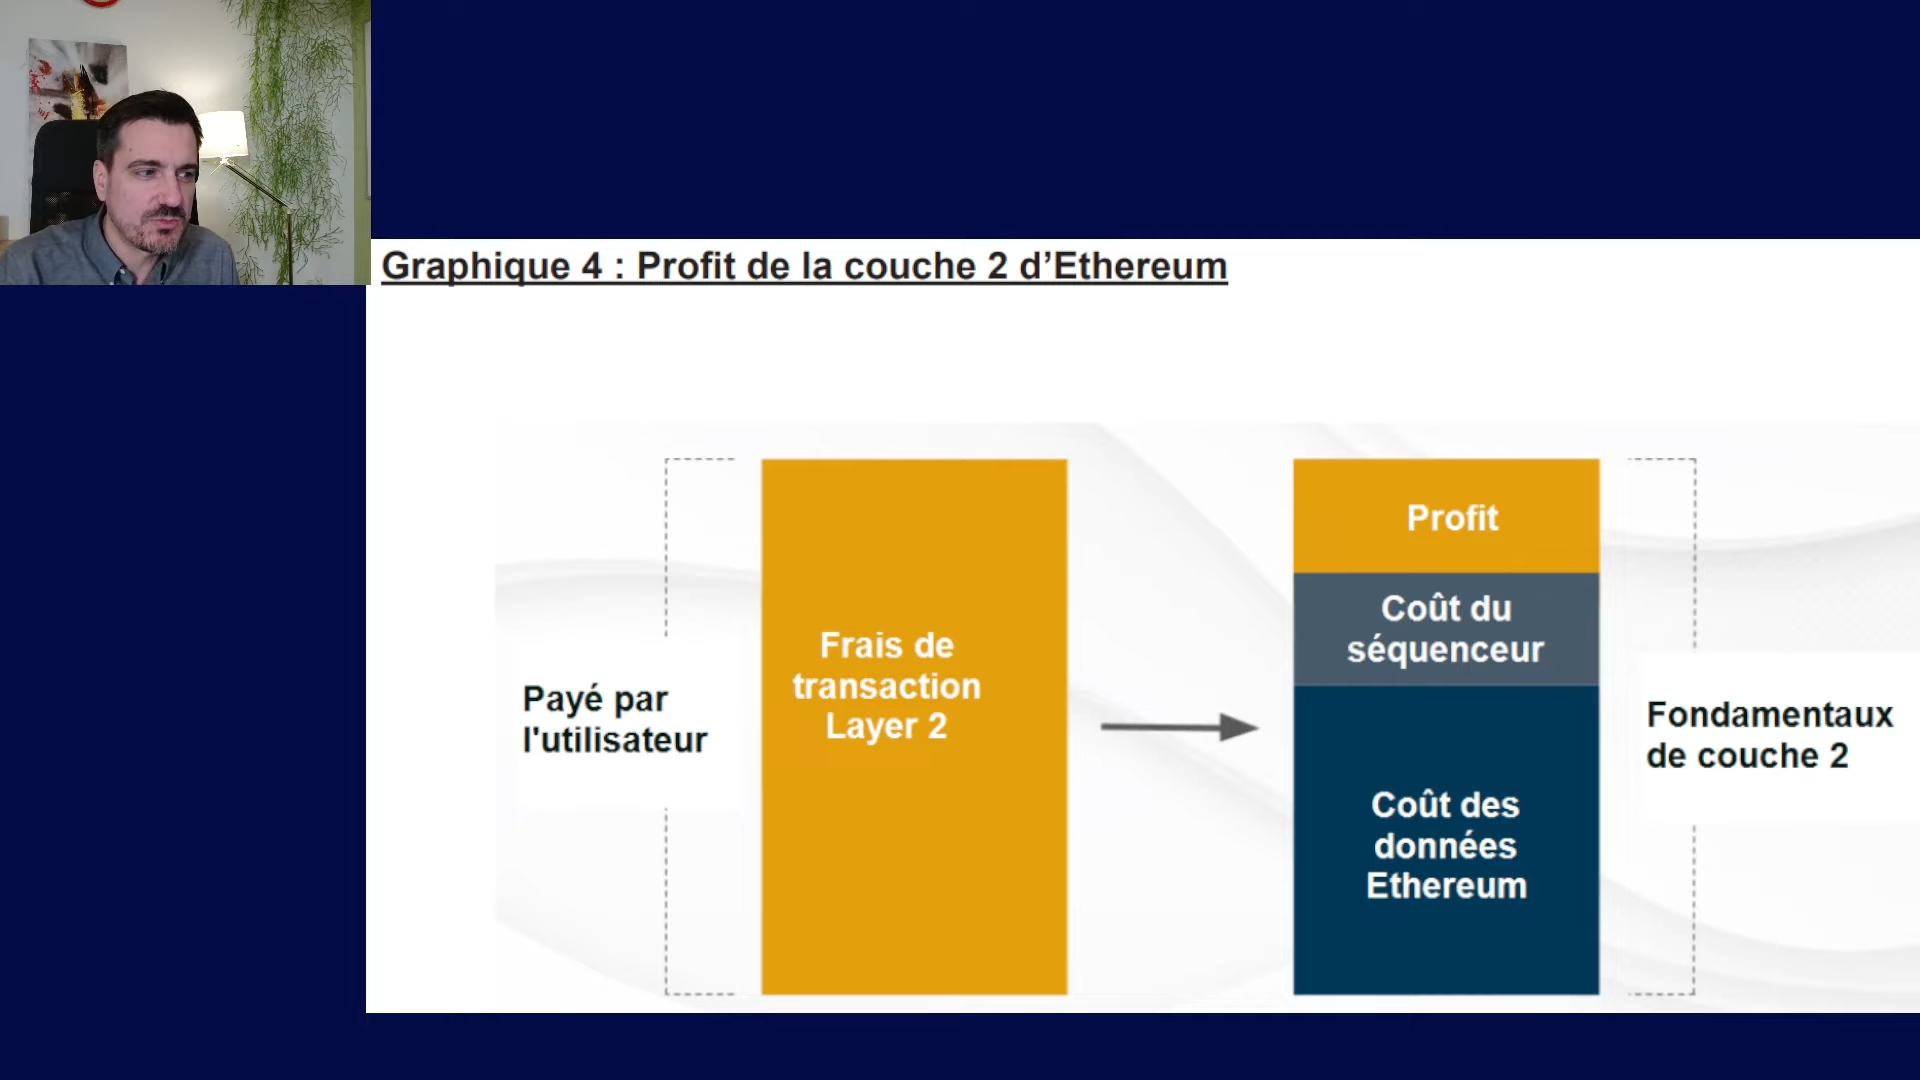 Graphique 4 : Profit de la couche 2 d’Ethereum
Payé par
l'utilisateur
Frais de
transaction
Layer 2
Profit
Coût du
séquenceur
Coût des
données
Ethereum
Fondamentaux
de couche 2